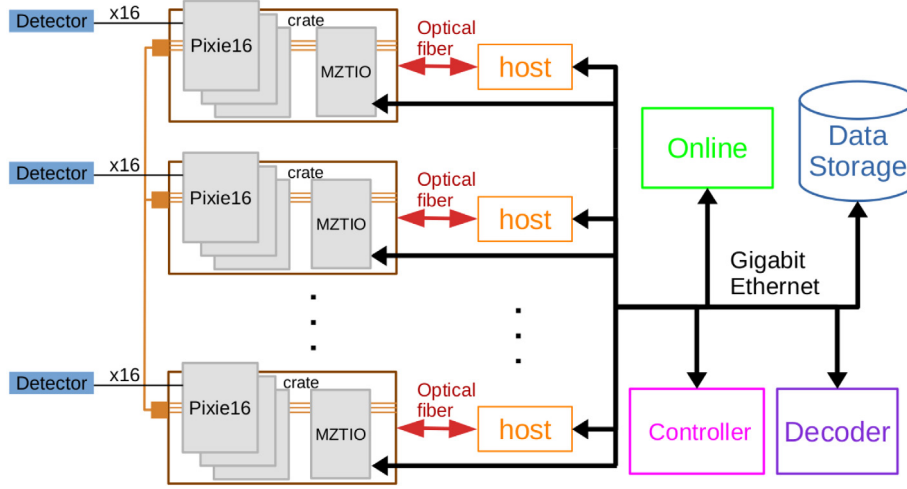 Detector
x16
Pixie16
crate
MZTIO
Optical
fiber
host
Detector
x16
Pixie16
crate
MZTIO
Optical
fiber
host
Detector
x16
Pixie16
crate
MZTIO
Optical
fiber
host
Online
Data
Storage
Gigabit
Ethernet
Controller
Decoder